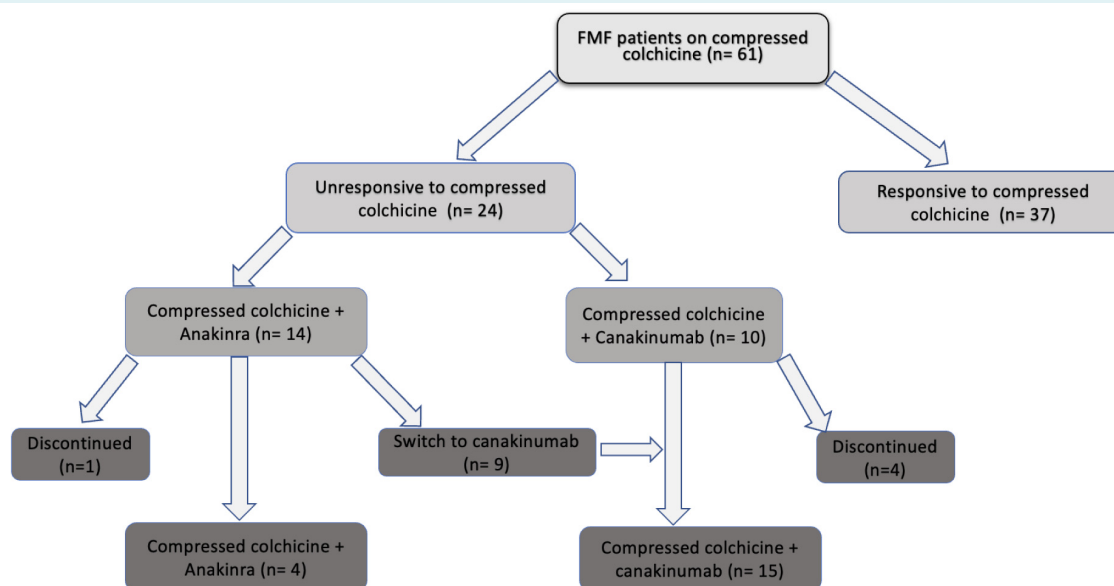 FMF patients on compressed
colchicine (n= 61)
Unresponsive to compressed
colchicine (n= 24)
Responsive to compressed
colchicine (n= 37)
Compressed colchicine +
Anakinra (n= 14)
Compressed colchicine
+ Canakinumab (n= 10)
Discontinued
(n=1)
Switch to canakinumab
(n= 9)
Discontinued
(n=4)
Compressed colchicine +
Anakinra (n= 4)
Compressed colchicine +
canakinumab (n= 15)